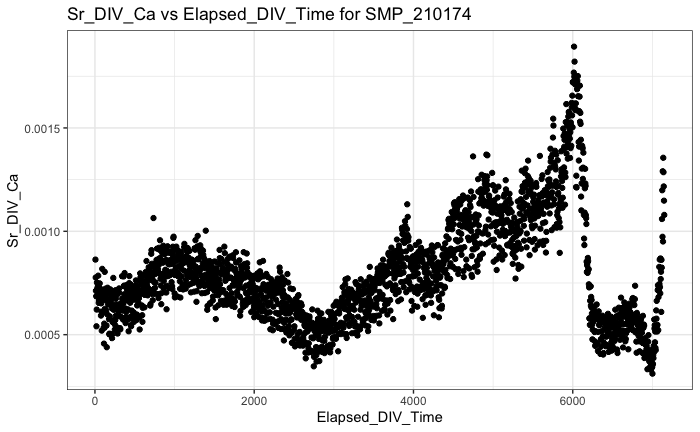 Sr_DIV_Ca vs Elapsed_DIV_Time for SMP_210174
0.0015
0.0010
0.0005
Sr_DIV_Ca
0
2000
4000
6000
Elapsed_DIV_Time